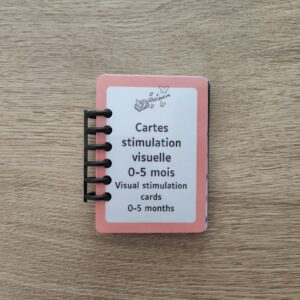 Cartes
stimulation
visuelle
0-5 mois
Visual stimulation
cards
0-5 months